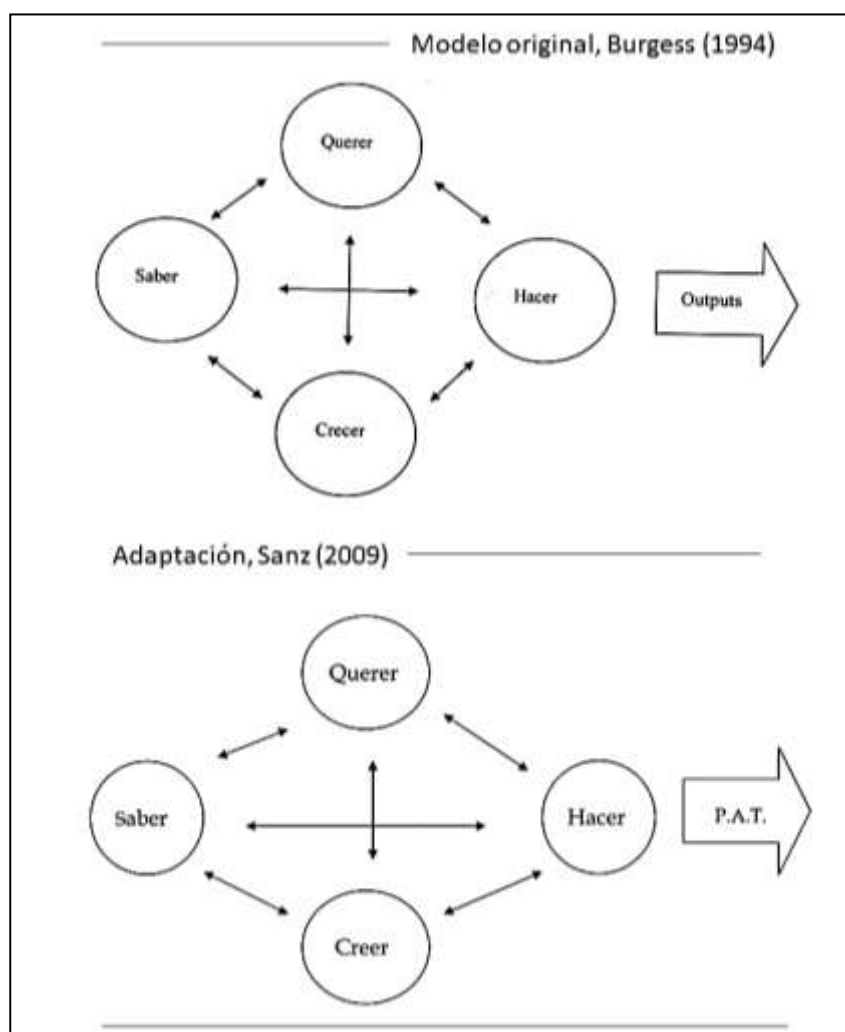 Modelo original, Burgess (1994)
Querer
Saber
Hacer
Outputs
Crecer
Adaptación, Sanz (2009)
Querer
Saber
Hacer
P.A.T.
Creer